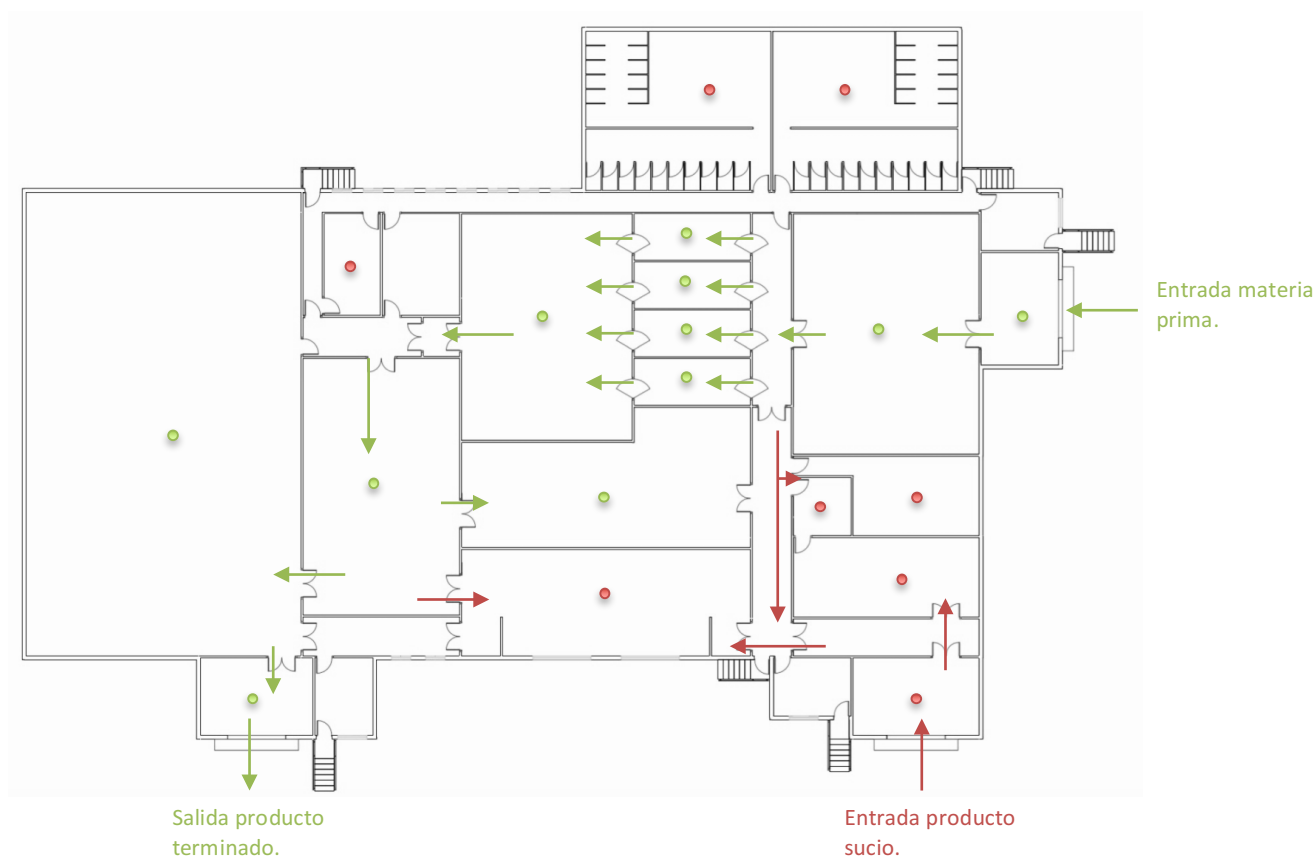 Entrada materia
prima.
Salida producto
terminado.
Entrada producto
sucio.